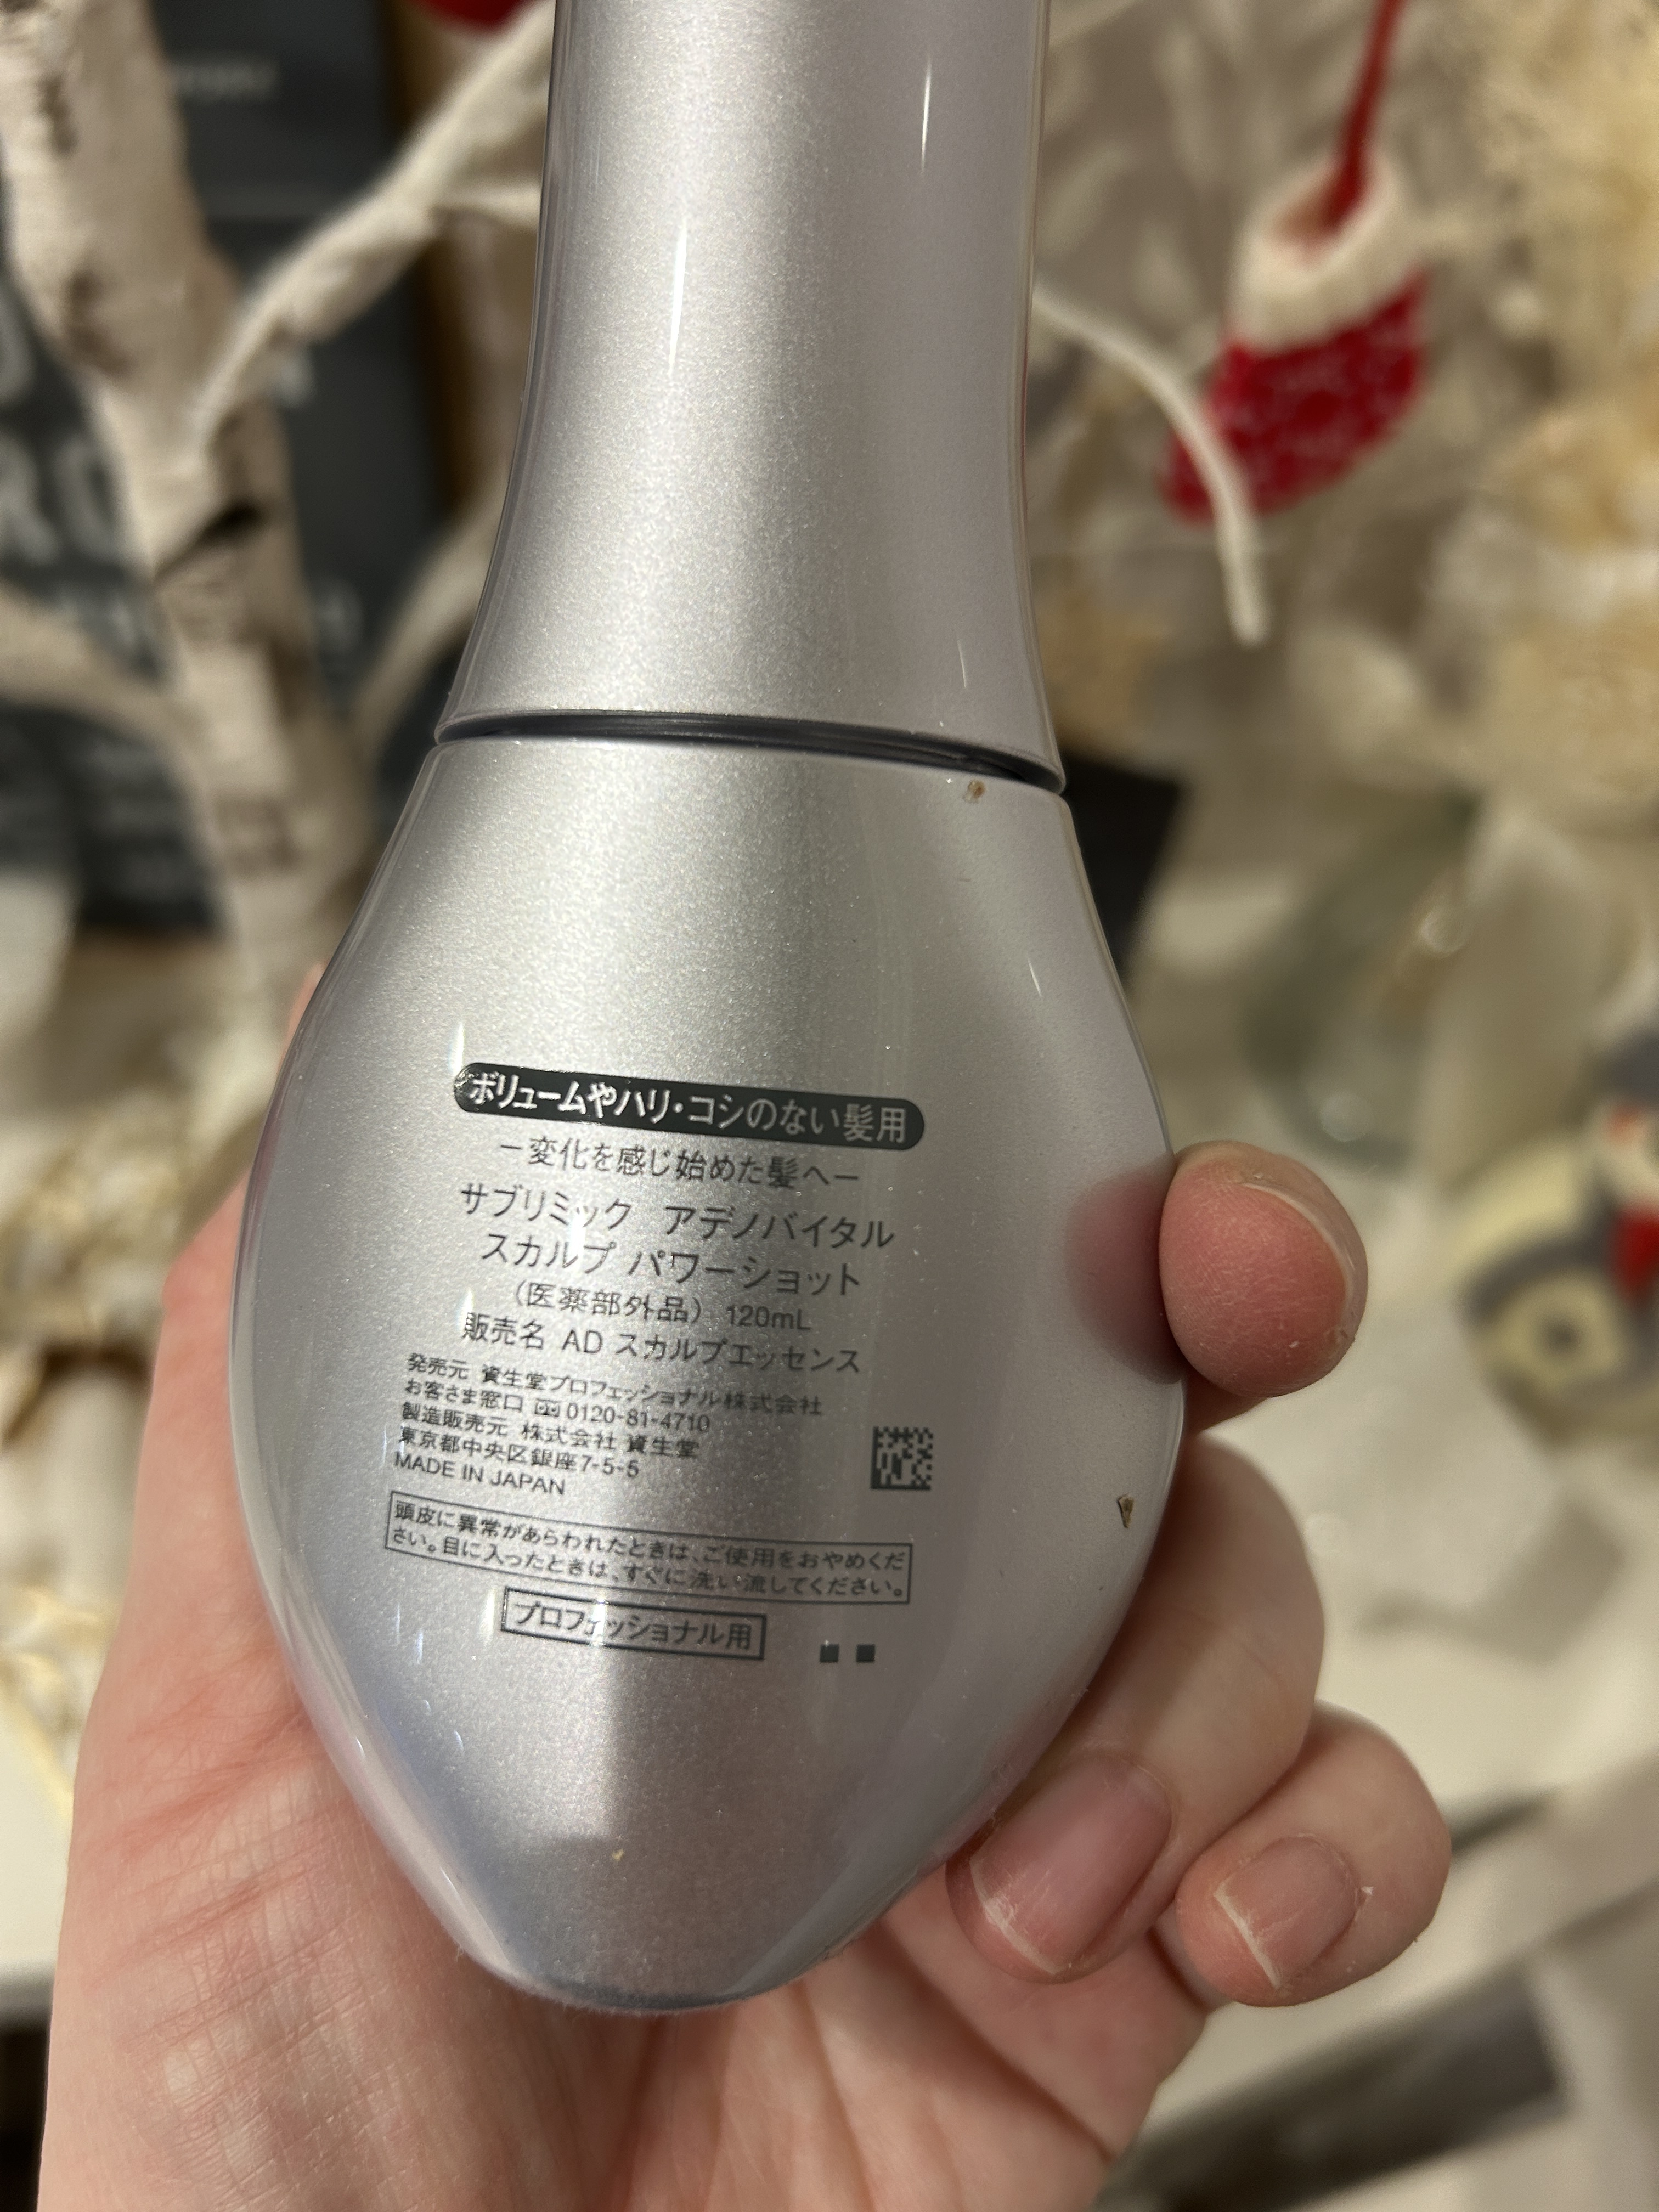 ボリュームやハリ・コシのない髪用
－変化を感じ始めた髪へ－
サブリミック アデノバイタル
スカルプ パワーショット
（医薬部外品） 120mL
販売名 AD スカルプエッセンス
発売元 資生堂プロフェッショナル株式会社
お客さま窓口 0120-81-4710
製造販売元 株式会社 資生堂
東京都中央区銀座7-5-5
MADE IN JAPAN
頭皮に異常があらわれたときは、ご使用をおやめくだ
さい。目に入ったときは、すぐに洗い流してください。
プロフェッショナル用